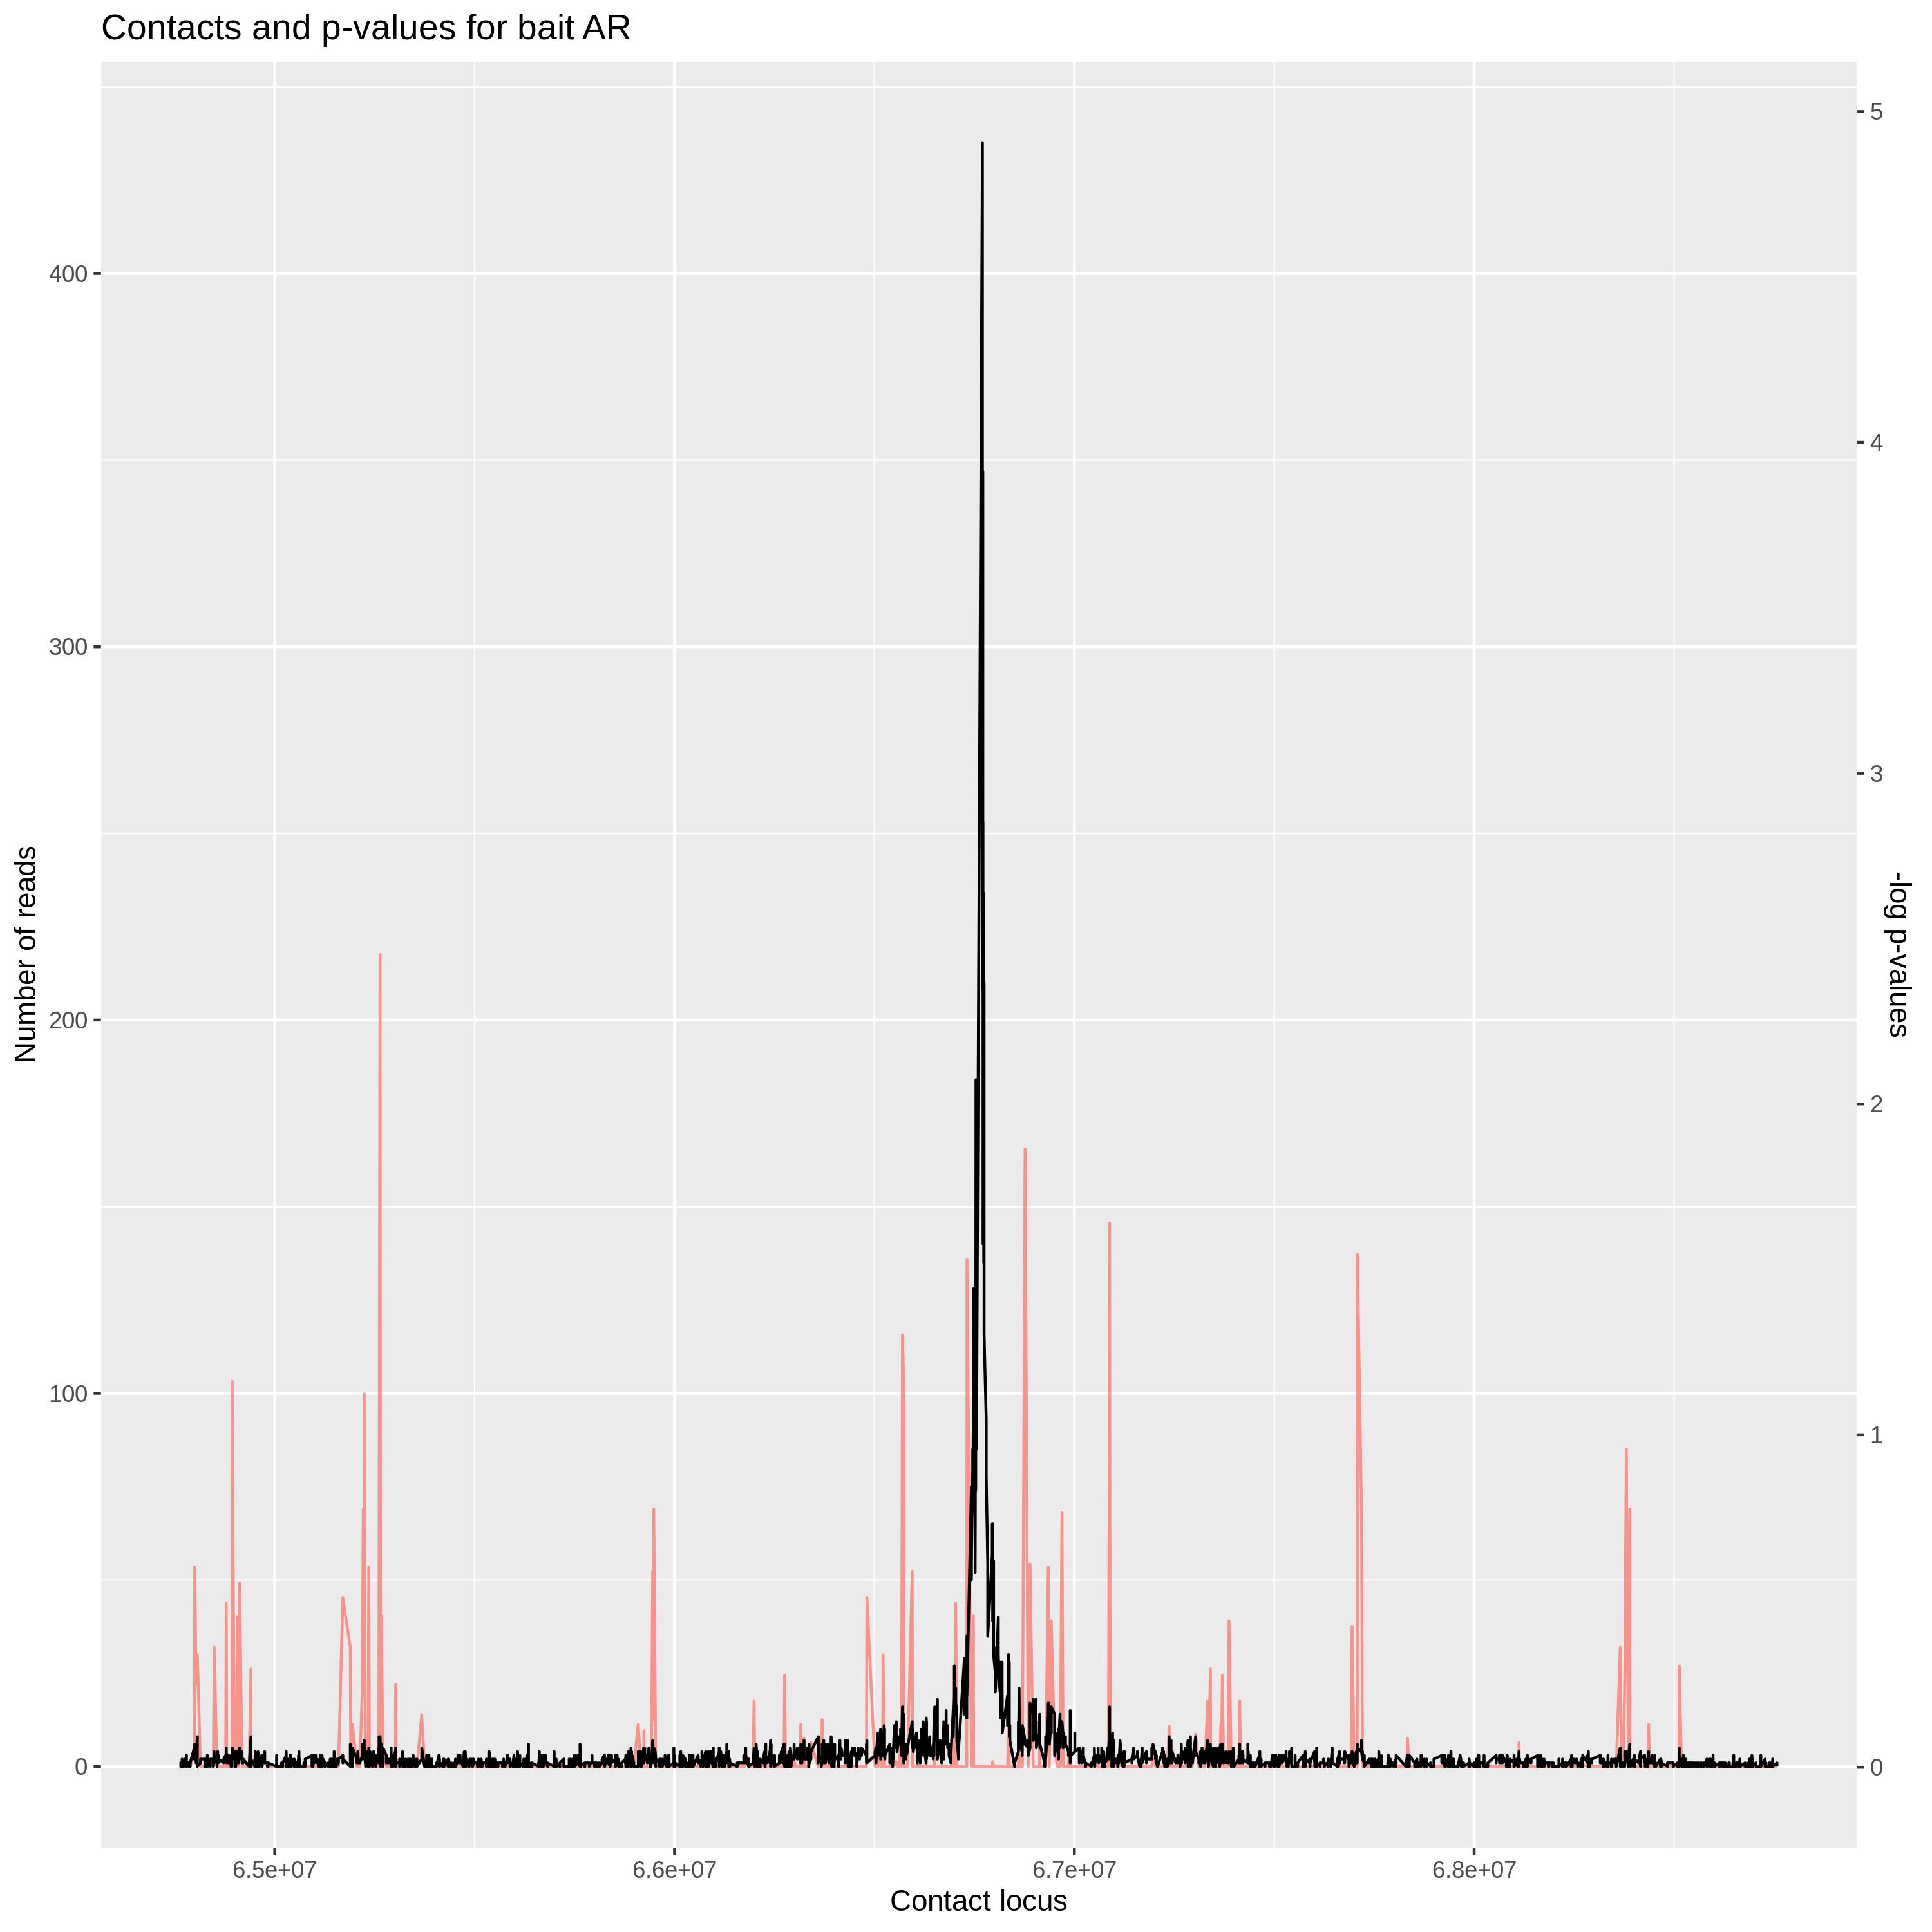 Contacts and p-values for bait AR
5
400
4
300
3
Number of reads
-log p-values
200
2
100
1
0
0
6.5e+07
6.6e+07
6.7e+07
6.8e+07
Contact locus